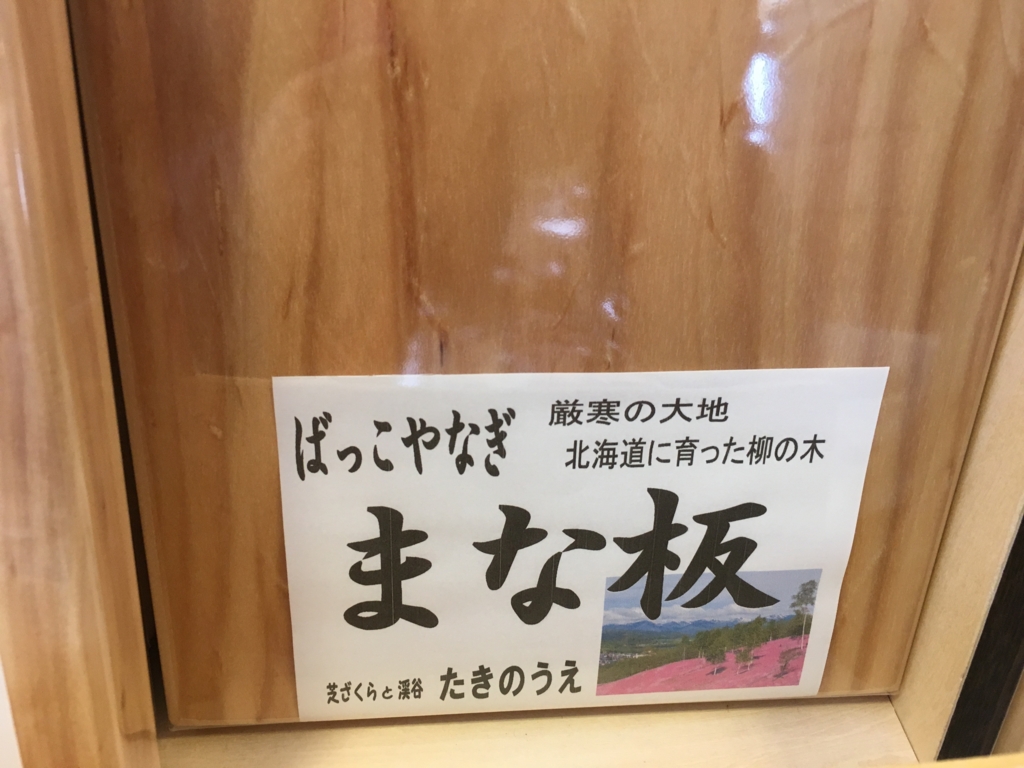 ばっこやなぎ
厳寒の大地
北海道に育った柳の木
まな板
芝ざくらと渓谷 たきのうえ